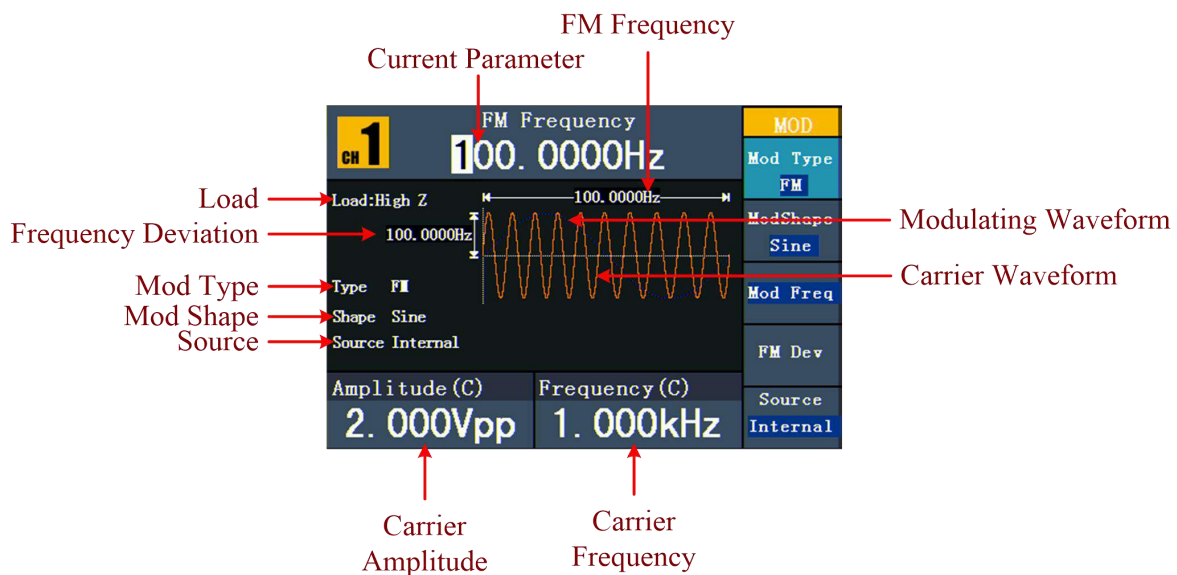 FM Frequency
Current Parameter
CH 1
FM Frequency
100.0000Hz
MOD
Mod Type
FM
ModShape
Sine
Mod Freq
FM Dev
Source
Internal
Load
Load:High Z
100.0000Hz
Frequency Deviation
100.0000Hz
Modulating Waveform
Carrier Waveform
Mod Type
Type FM
Mod Shape
Shape Sine
Source
Source Internal
Amplitude(C)
2.000Vpp
Frequency(C)
1.000kHz
Carrier
Amplitude
Carrier
Frequency